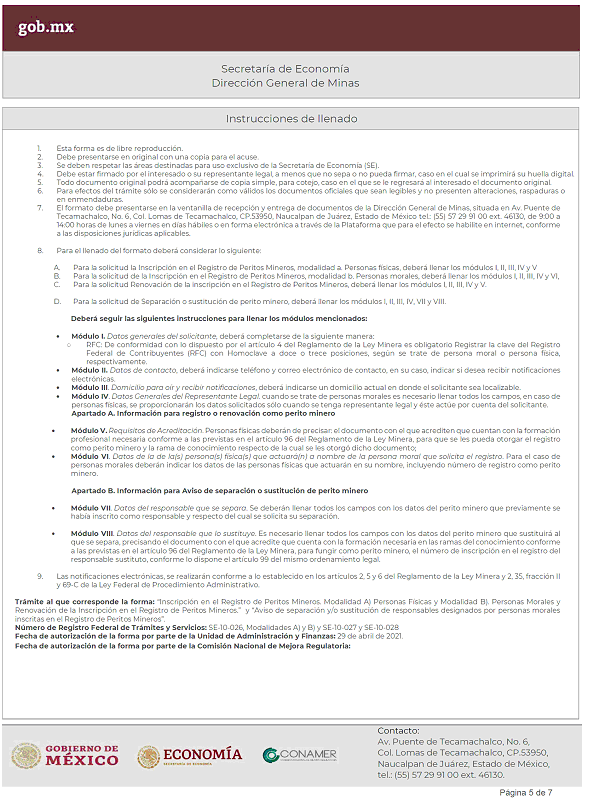 gob.mx
Secretaría de Economía
Dirección General de Minas
Instrucciones de llenado
1. Esta forma es de libre reproducción.
2. Debe presentarse en original con una copia para el acuse.
3. Se deben respetar las áreas destinadas para uso exclusivo de la Secretaría de Economía (SE).
4. Debe estar firmado por el interesado o su representante legal, a menos que no sepa o no pueda firmar, caso en el cual se imprimirá su huella digital.
5. Todo documento original podrá acompañarse de copia simple, para cotejo, caso en el que se le regresará al interesado el documento original.
6. Para efectos del trámite sólo se considerarán como válidos los documentos oficiales que sean legibles y no presenten alteraciones, raspaduras o
en enmendaduras.
7. El formato debe presentarse en la ventanilla de recepción y entrega de documentos de la Dirección General de Minas, situada en Av. Puente de
Tecamachalco, No. 6, Col. Lomas de Tecamachalco, CP.53950, Naucalpan de Juárez, Estado de México tel.: (55) 57 29 91 00 ext. 46130, de 9:00 a
14:00 horas de lunes a viernes en días hábiles o en forma electrónica a través de la Plataforma que para el efecto se habilite en internet, conforme
a las disposiciones jurídicas aplicables.
8. Para el llenado del formato deberá considerar lo siguiente:
A. Para la solicitud la Inscripción en el Registro de Peritos Mineros, modalidad a. Personas físicas, deberá llenar los módulos I, II, III, IV y V
B. Para la solicitud de la Inscripción en el Registro de Peritos Mineros, modalidad b. Personas morales, deberá llenar los módulos I, II, III, IV y VI,
C. Para la solicitud Renovación de la inscripción en el Registro de Peritos Mineros, deberá llenar los módulos I, II, III, IV y V.
D. Para la solicitud de Separación o sustitución de perito minero, deberá llenar los módulos I, II, III, IV, VII y VIII.
Deberá seguir las siguientes instrucciones para llenar los módulos mencionados:
• Módulo I. Datos generales del solicitante, deberá completarse de la siguiente manera:
○ RFC: De conformidad con lo dispuesto por el artículo 4 del Reglamento de la Ley Minera es obligatorio Registrar la clave del Registro
Federal de Contribuyentes (RFC) con Homoclave a doce o trece posiciones, según se trate de persona moral o persona física,
respectivamente.
• Módulo II. Datos de contacto, deberá indicarse teléfono y correo electrónico de contacto, en su caso, indicar si desea recibir notificaciones
electrónicas.
• Módulo III. Domicilio para oír y recibir notificaciones, deberá indicarse un domicilio actual en donde el solicitante sea localizable.
• Módulo IV. Datos Generales del Representante Legal. cuando se trate de personas morales es necesario llenar todos los campos, en caso de
personas físicas, se proporcionarán los datos solicitados sólo cuando se tenga representante legal y éste actúe por cuenta del solicitante.
Apartado A. Información para registro o renovación como perito minero
• Módulo V. Requisitos de Acreditación. Personas físicas deberán de precisar: el documento con el que acrediten que cuentan con la formación
profesional necesaria conforme a las previstas en el artículo 96 del Reglamento de la Ley Minera, para que se les pueda otorgar el registro
como perito minero y la rama de conocimiento respecto de la cual se les otorgó dicho documento;
• Módulo VI. Datos de la de la(s) persona(s) física(s) que actuará(n) a nombre de la persona moral que solicita el registro. Para el caso de
personas morales deberán indicar los datos de las personas físicas que actuarán en su nombre, incluyendo número de registro como perito
minero.
Apartado B. Información para Aviso de separación o sustitución de perito minero
• Módulo VII. Datos del responsable que se separa. Se deberán llenar todos los campos con los datos del perito minero que previamente se
había inscrito como responsable y respecto del cual se solicita su separación.
• Módulo VIII. Datos del responsable que lo sustituye. Es necesario llenar todos los campos con los datos del perito minero que sustituirá al
que se separa, precisando el documento con el que acredite que cuenta con la formación necesaria en las ramas del conocimiento conforme
a las previstas en el artículo 96 del Reglamento de la Ley Minera, para fungir como perito minero, el número de inscripción en el registro del
responsable sustituto, conforme lo dispone el artículo 99 del mismo ordenamiento legal.
9. Las notificaciones electrónicas, se realizarán conforme a lo establecido en los artículos 2, 5 y 6 del Reglamento de la Ley Minera y 2, 35, fracción II
y 69-C de la Ley Federal de Procedimiento Administrativo.
Trámite al que corresponde la forma: "Inscripción en el Registro de Peritos Mineros. Modalidad A) Personas Físicas y Modalidad B). Personas Morales y
Renovación de la Inscripción en el Registro de Peritos Mineros." y "Aviso de separación y/o sustitución de responsables designados por personas morales
inscritas en el Registro de Peritos Mineros".
Número de Registro Federal de Trámites y Servicios: SE-10-026, Modalidades A) y B) y SE-10-027 y SE-10-028
Fecha de autorización de la forma por parte de la Unidad de Administración y Finanzas: 29 de abril de 2021.
Fecha de autorización de la forma por parte de la Comisión Nacional de Mejora Regulatoria:
GOBIERNO DE
MÉXICO
ECONOMÍA
SECRETARÍA DE ECONOMÍA
CONAMER
Contacto:
Av. Puente de Tecamachalco, No. 6,
Col. Lomas de Tecamachalco, CP.53950,
Naucalpan de Juárez, Estado de México,
tel.: (55) 57 29 91 00 ext. 46130.
Página 5 de 7